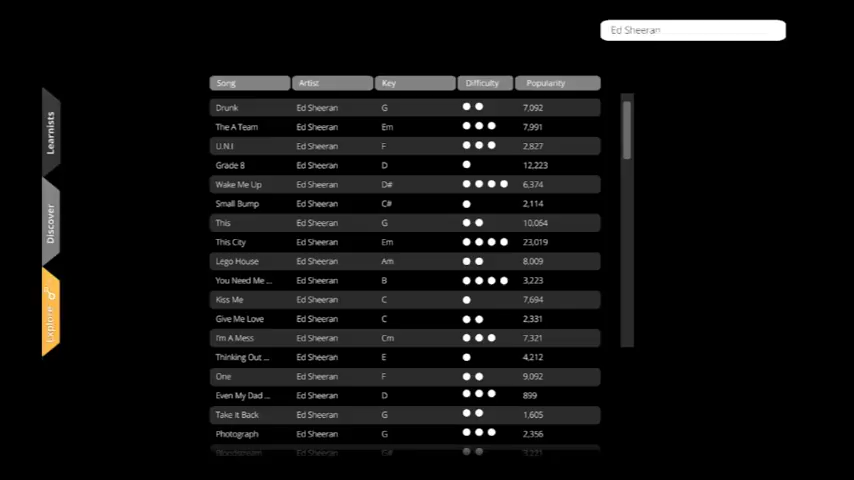 Ed Sheeran
Song Artist Key Difficulty Popularity
Drunk Ed Sheeran G 7,092
The A Team Ed Sheeran Em 7,991
U.N.I Ed Sheeran F 2,827
Grade 8 Ed Sheeran D 12,223
Wake Me Up Ed Sheeran D# 6,374
Small Bump Ed Sheeran C# 2,114
This Ed Sheeran G 10,064
This City Ed Sheeran Em 23,019
Lego House Ed Sheeran Am 8,009
You Need Me ... Ed Sheeran B 3,223
Kiss Me Ed Sheeran C 7,694
Give Me Love Ed Sheeran C 2,331
I'm A Mess Ed Sheeran Cm 7,321
Thinking Out ... Ed Sheeran E 4,212
One Ed Sheeran F 9,092
Even My Dad ... Ed Sheeran D 899
Take It Back Ed Sheeran G 1,605
Photograph Ed Sheeran G 2,356
Bloodstream Ed Sheeran G# 3,221
Learnists
Discover
Explore